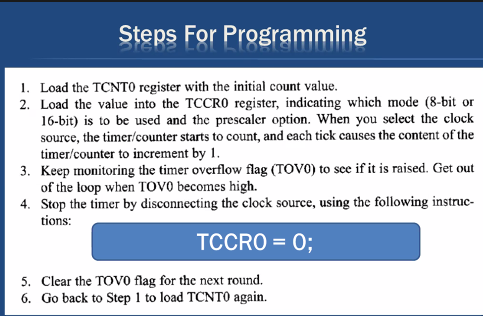 Steps For Programming
1. Load the TCNT0 register with the initial count value.
2. Load the value into the TCCR0 register, indicating which mode (8-bit or
16-bit) is to be used and the prescaler option. When you select the clock
source, the timer/counter starts to count, and each tick causes the content of the
timer/counter to increment by 1.
3. Keep monitoring the timer overflow flag (TOV0) to see if it is raised. Get out
of the loop when TOV0 becomes high.
4. Stop the timer by disconnecting the clock source, using the following instruc-
tions:
TCCR0 = 0;
5. Clear the TOV0 flag for the next round.
6. Go back to Step 1 to load TCNT0 again.